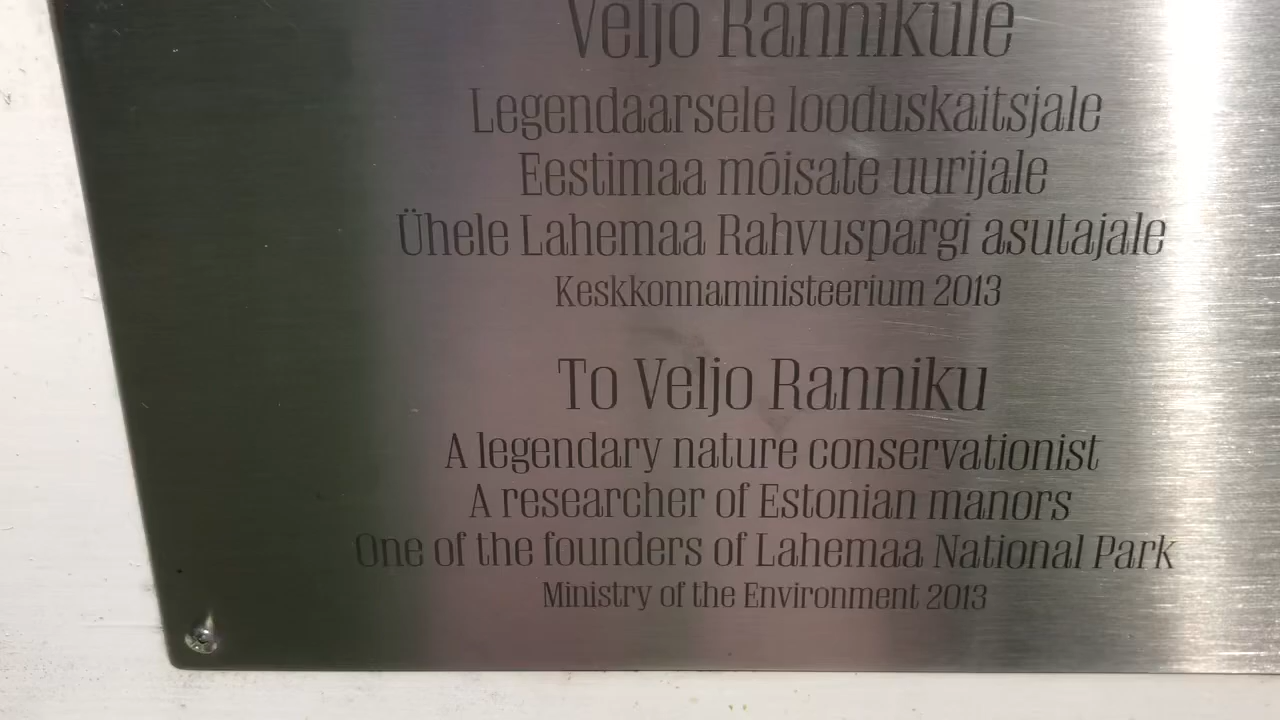 Veljo Rannikule
Legendaarsele looduskaitsjale
Eestimaa mõisate uurijale
Ühele Lahemaa Rahvuspargi asutajale
Keskkonnaministeerium 2013
To Veljo Ranniku
A legendary nature conservationist
A researcher of Estonian manors
One of the founders of Lahemaa National Park
Ministry of the Environment 2013